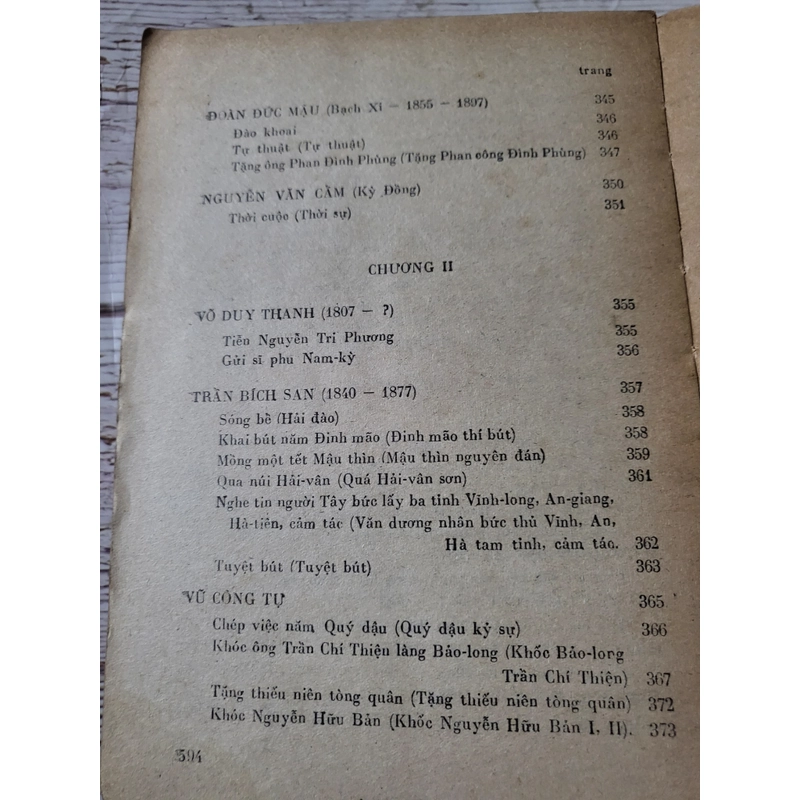 trang
ĐOÀN ĐỨC MẬU (Bạch Xỉ — 1855 — 1897) 345
Đào khoai 346
Tự thuật (Tự thuật) 346
Tặng ông Phan Đình Phùng (Tặng Phan công Đình Phùng) 347
NGUYỄN VĂN CẨM (Kỳ Đồng) 350
Thời cuộc (Thời sự) 351
CHƯƠNG II
VÕ DUY THANH (1807 — ?) 355
Tiễn Nguyễn Tri Phương 355
Gửi sĩ phu Nam-kỳ 356
TRẦN BÍCH SAN (1840 — 1877) 357
Sóng bể (Hải đào) 358
Khai bút năm Đinh mão (Đinh mão thí bút) 358
Mồng một tết Mậu thìn (Mậu thìn nguyên đán) 359
Qua núi Hải-vân (Quá Hải-vân sơn) 361
Nghe tin người Tây bức lấy ba tỉnh Vĩnh-long, An-giang,
Hà-tiên, cảm tác (Văn dương nhân bức thủ Vĩnh, An,
Hà tam tỉnh, cảm tác. 362
Tuyệt bút (Tuyệt bút) 363
VŨ CÔNG TỰ 365
Chép việc năm Quý dậu (Quý dậu kỷ sự) 366
Khóc ông Trần Chí Thiện làng Bảo-long (Khốc Bảo-long
Trần Chí Thiện) 367
Tặng thiếu niên tòng quân (Tặng thiếu niên tòng quân) 372
Khóc Nguyễn Hữu Bản (Khốc Nguyễn Hữu Bản I, II). 373
394